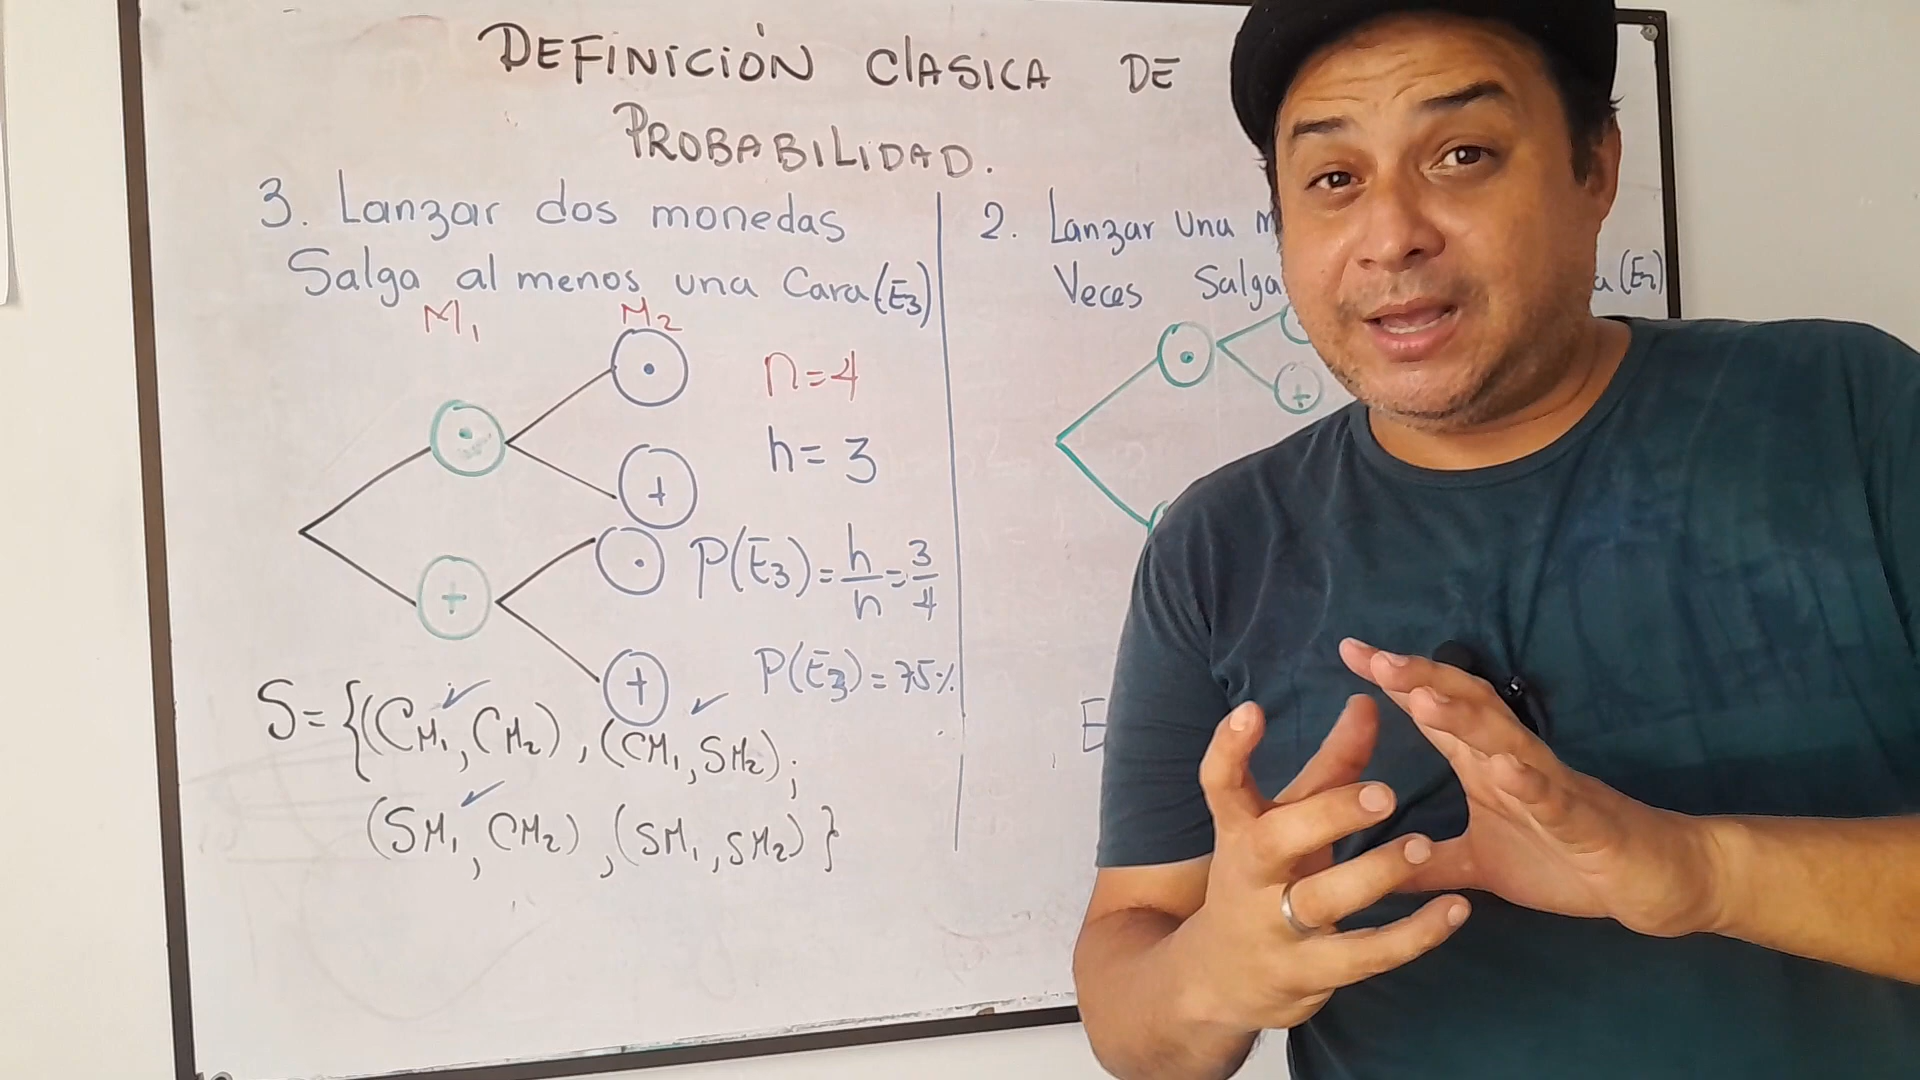 DEFINICIÓN CLASICA DE
PROBABILIDAD.
3. Lanzar dos monedas
Salga al menos una Cara (E3)
M1 M2
n=4
h=3
P(E3)=h/n=3/4
P(E3)=75%
S={(CM1, CM2), (CM1, SM2);
(SM1, CM2), (SM1, SM2)}
2. Lanzar una
Veces Salga (E2)
E